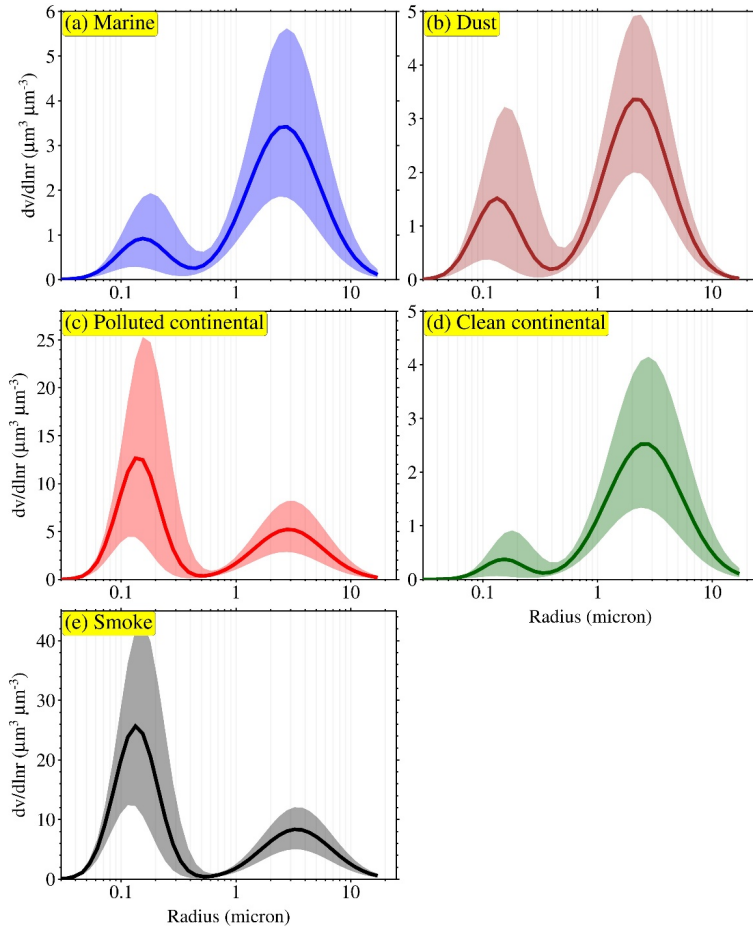 (a) Marine
dv/dlnr (μm³ μm⁻³)
6
5
4
3
2
1
0
0.1 1 10
(b) Dust
5
4
3
2
1
0
0.1 1 10
(c) Polluted continental
dv/dlnr (μm³ μm⁻³)
25
20
15
10
5
0
0.1 1 10
(d) Clean continental
5
4
3
2
1
0
0.1 1 10
Radius (micron)
(e) Smoke
dv/dlnr (μm³ μm⁻³)
40
30
20
10
0
0.1 1 10
Radius (micron)